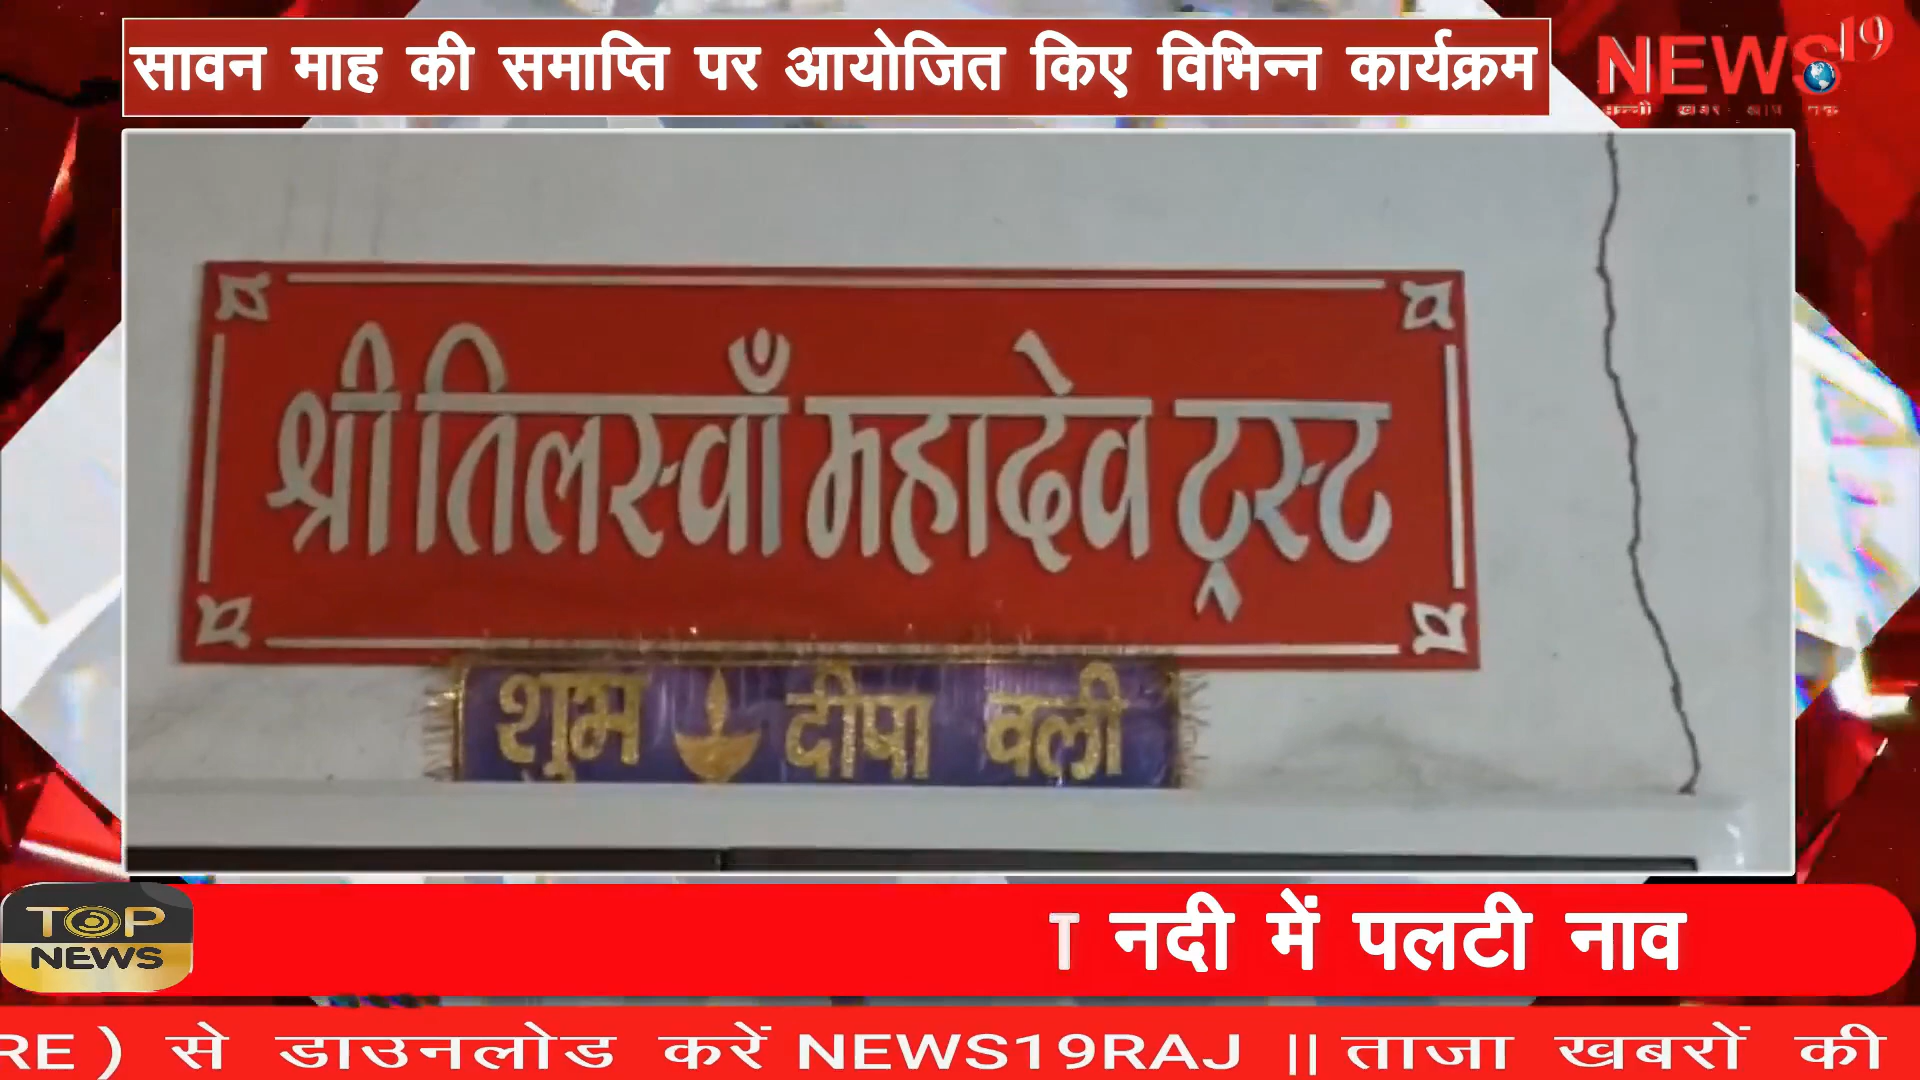 सावन माह की समाप्ति पर आयोजित किए विभिन्न कार्यक्रम
NEWS19
श्री तिलस्वाँ महादेव ट्रस्ट
शुभ दीपा वली
TOP
NEWS
नदी में पलटी नाव
RE ) से डाउनलोड करें NEWS19RAJ || ताजा खबरों की